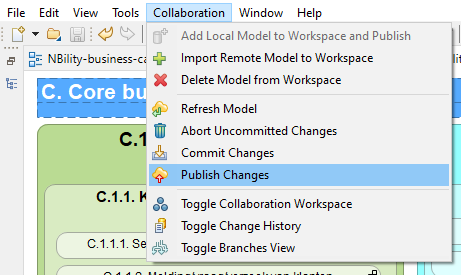 File Edit View Tools Collaboration Window Help
Add Local Model to Workspace and Publish
NBility-business-ca
Import Remote Model to Workspace
Delete Model from Workspace
C. Core bu
Refresh Model
Abort Uncommitted Changes
C.1
Commit Changes
Publish Changes
C.1.1. K
Toggle Collaboration Workspace
Toggle Change History
C.1.1.1. Se
Toggle Branches View